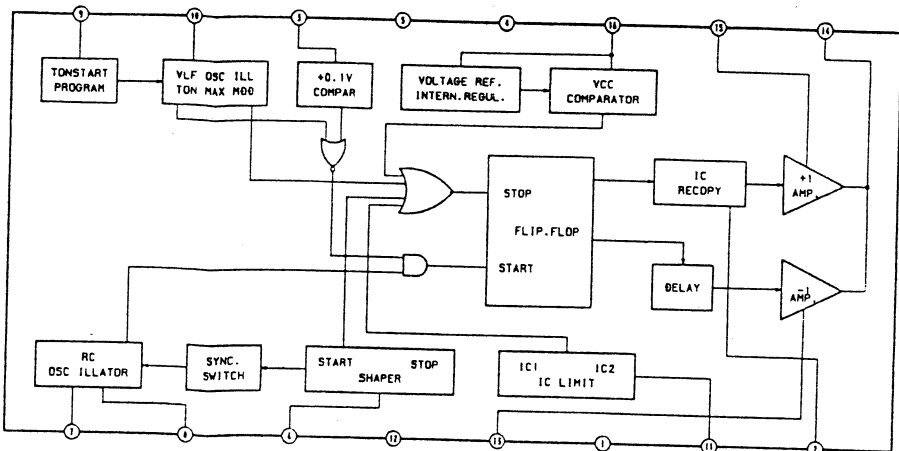 9 10 3 5 4 16 15 14
TONSTART
PROGRAM
VLF OSC ILL
TON MAX MOD
+0.1V
COMPAR
VOLTAGE REF.
INTERN.REGUL.
VCC
COMPARATOR
STOP
FLIP.FLOP
START
IC
RECOPY
+1
AMP.
DELAY
-1
AMP.
RC
OSC ILLATOR
SYNC.
SWITCH
START STOP
SHAPER
IC1 IC2
IC LIMIT
7 8 6 12 13 1 11 2